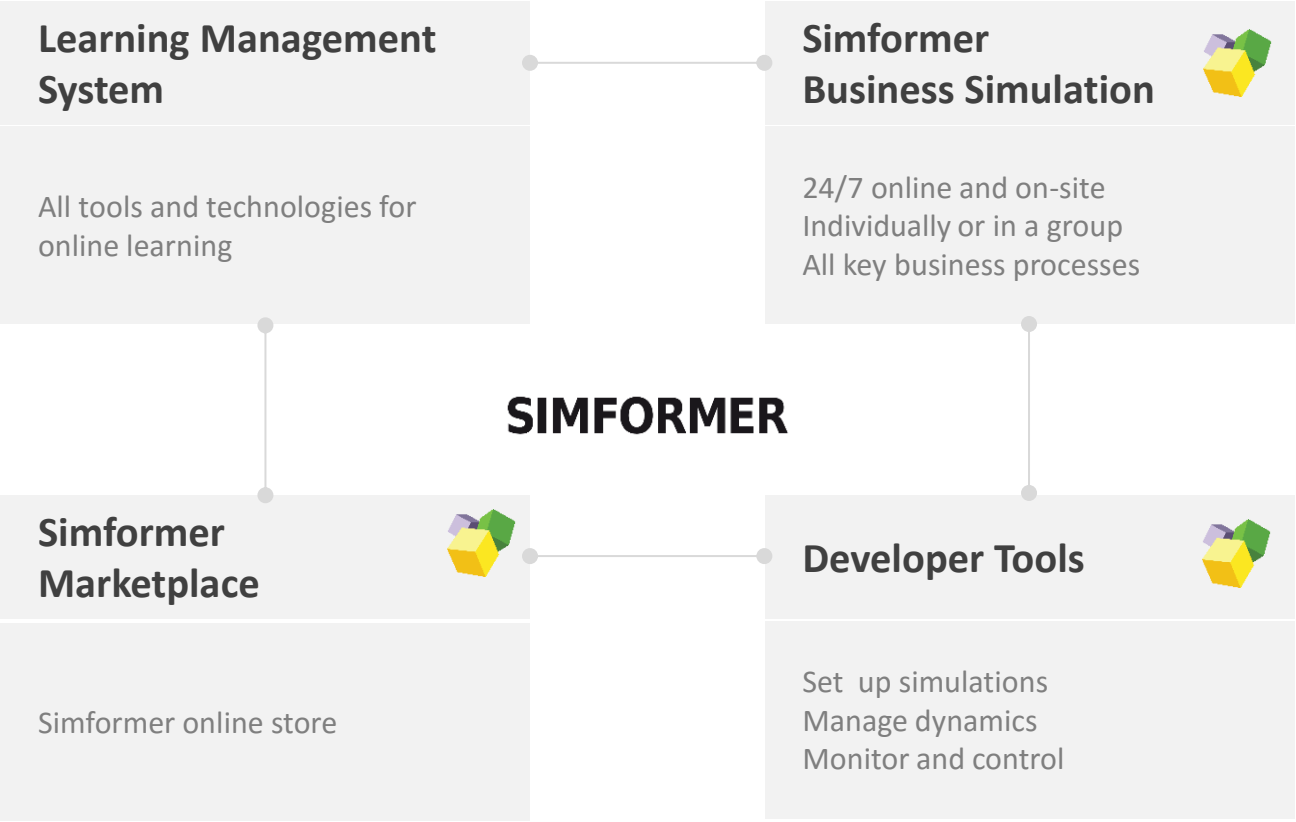 Learning Management
System
All tools and technologies for
online learning
Simformer
Business Simulation
24/7 online and on-site
Individually or in a group
All key business processes
SIMFORMER
Simformer
Marketplace
Simformer online store
Developer Tools
Set  up simulations
Manage dynamics
Monitor and control